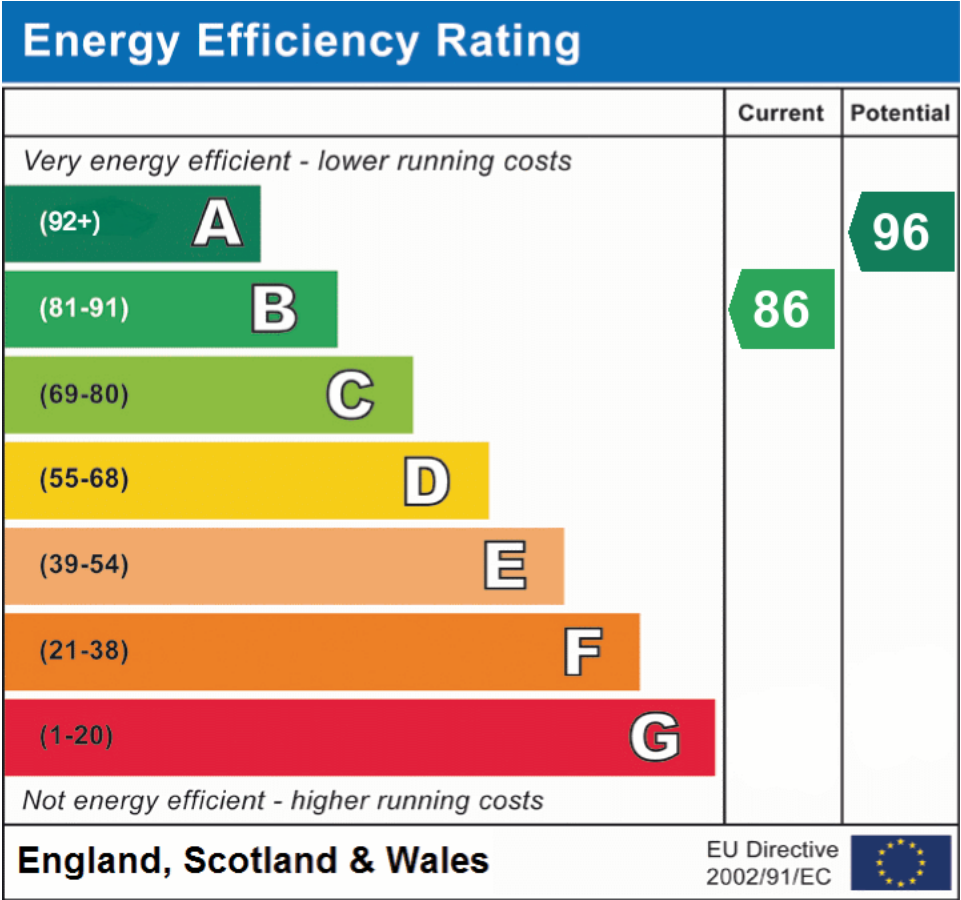 Energy Efficiency Rating
Current Potential
Very energy efficient - lower running costs
(92+) A 96
(81-91) B 86
(69-80) C
(55-68) D
(39-54) E
(21-38) F
(1-20) G
Not energy efficient - higher running costs
England, Scotland & Wales
EU Directive
2002/91/EC